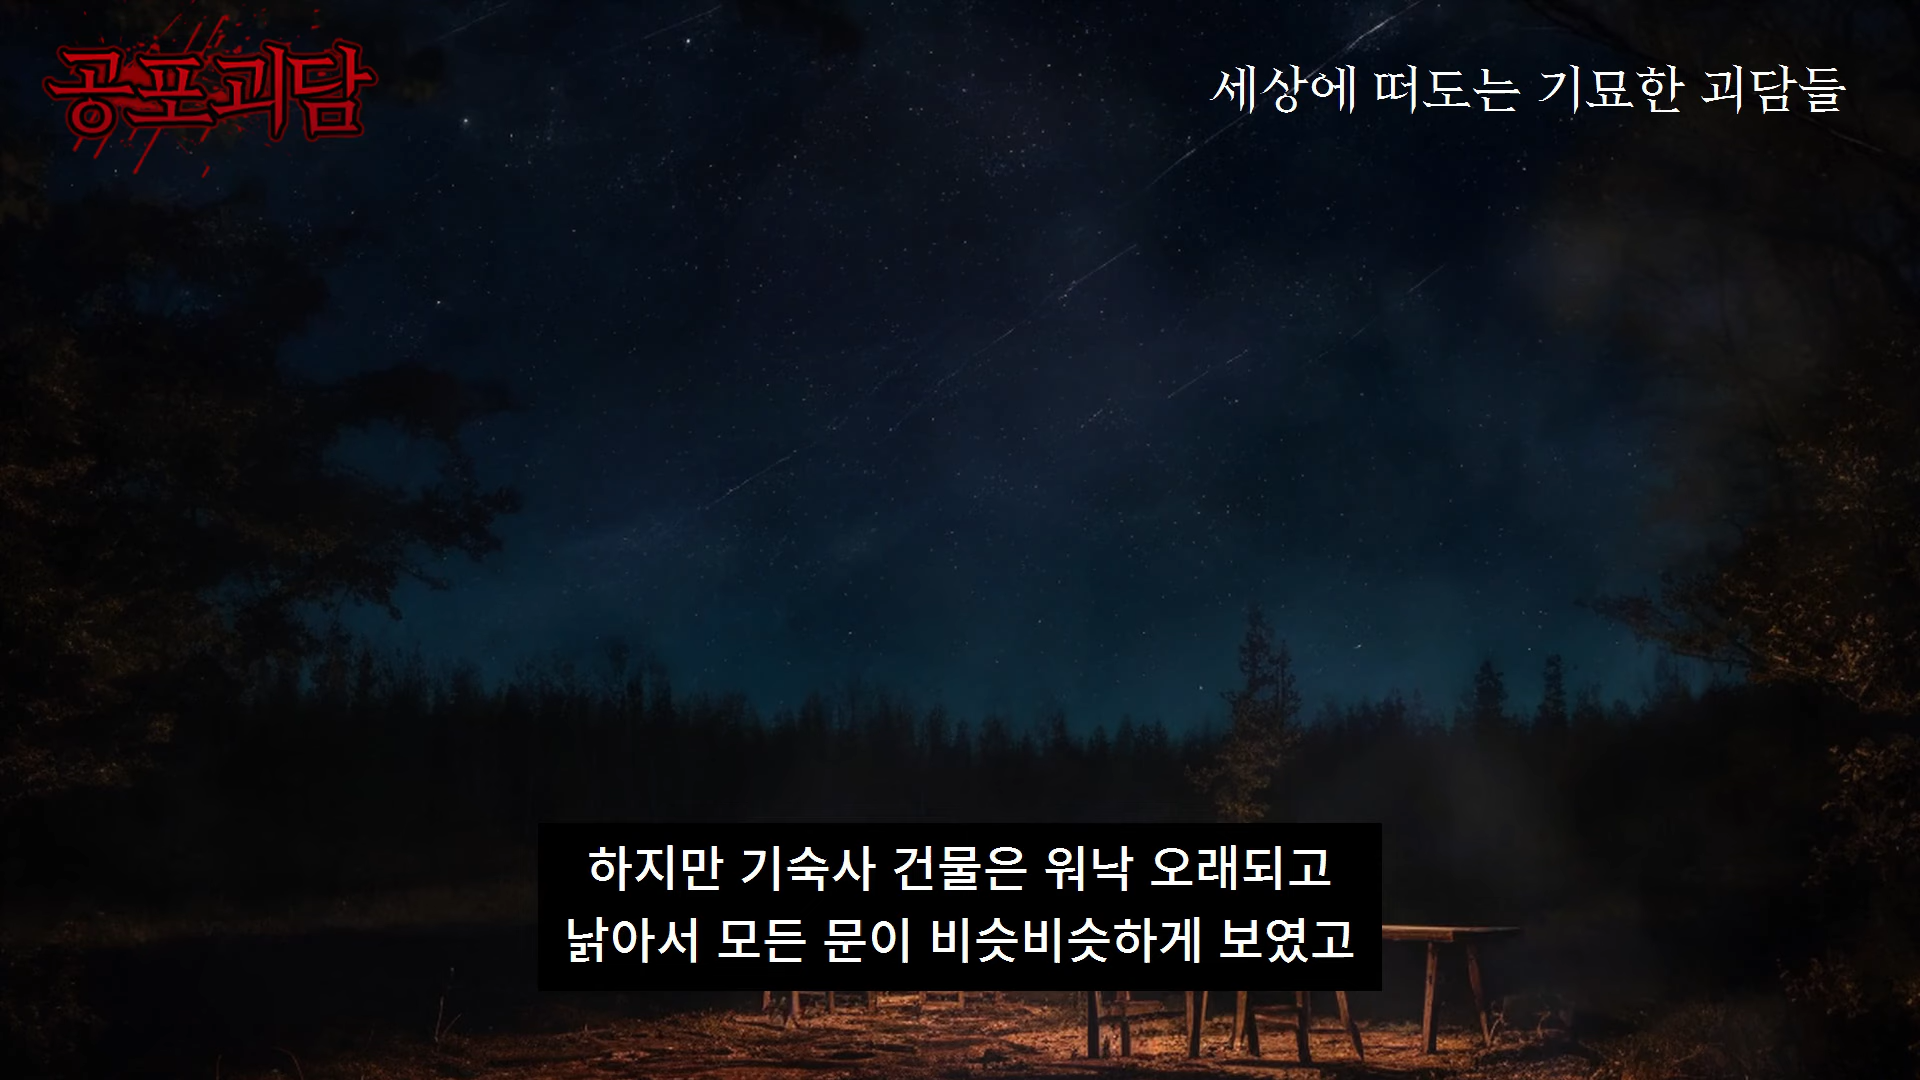 공포괴담
세상에 떠도는 기묘한 괴담들
하지만 기숙사 건물은 워낙 오래되고
낡아서 모든 문이 비슷비슷하게 보였고